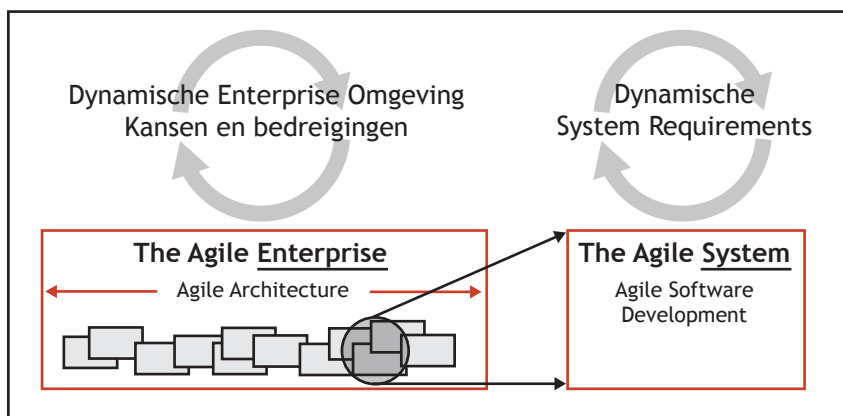 Dynamische Enterprise Omgeving
Kansen en bedreigingen
Dynamische
System Requirements
The Agile Enterprise
Agile Architecture
The Agile System
Agile Software
Development